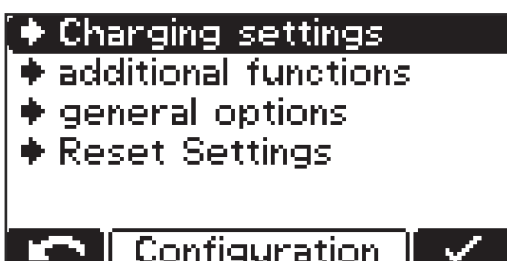 Charging settings
additional functions
general options
Reset Settings
Configuration